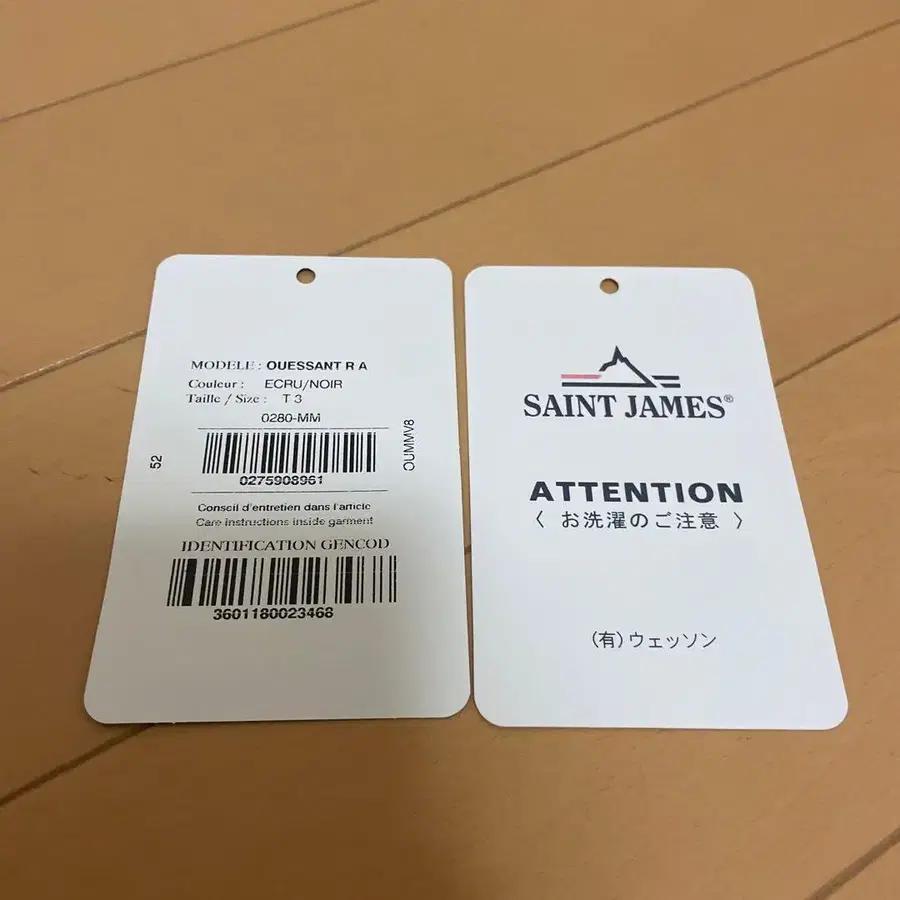 MODELE : OUESSANT R A
Couleur : ECRU/NOIR
Taille / Size : T 3
0280-MM
52
OUMMV8
0275908961
Conseil d'entretien dans l'article
Care instructions inside garment
IDENTIFICATION GENCOD
3601180023468
SAINT JAMES®
ATTENTION
〈 お洗濯のご注意 〉
(有)ウェッソン